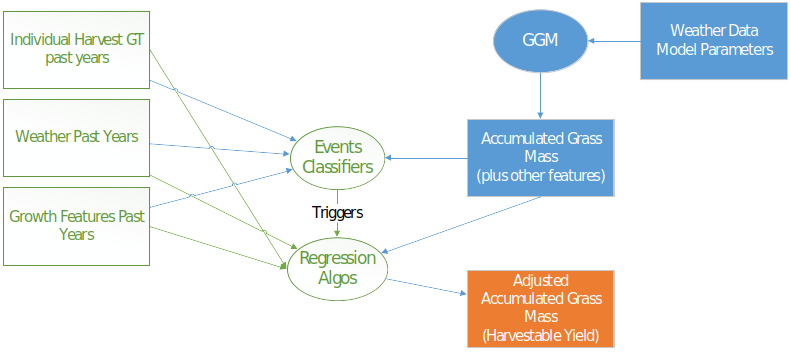 Individual Harvest GT
past years
Weather Past Years
Growth Features Past
Years
Events
Classifiers
Triggers
Regression
Algos
GGM
Weather Data
Model Parameters
Accumulated Grass
Mass
(plus other features)
Adjusted
Accumulated Grass
Mass
(Harvestable Yield)